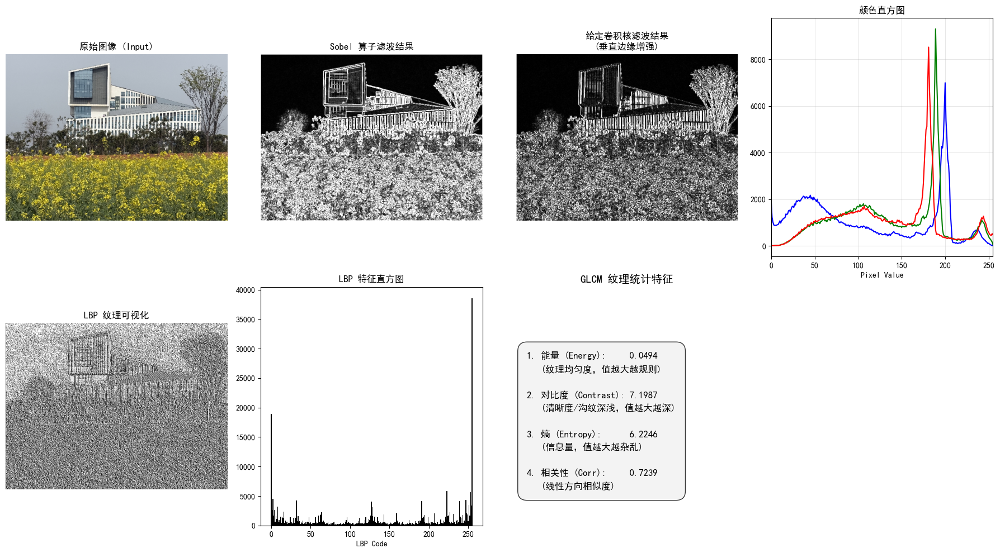 原始图像 (Input)
Sobel 算子滤波结果
给定卷积核滤波结果
(垂直边缘增强)
颜色直方图
8000
6000
4000
2000
0
0 50 100 150 200 250
Pixel Value
LBP 纹理可视化
LBP 特征直方图
40000
35000
30000
25000
20000
15000
10000
5000
0
0 50 100 150 200 250
LBP Code
GLCM 纹理统计特征
1. 能量 (Energy): 0.0494
(纹理均匀度，值越大越规则)
2. 对比度 (Contrast): 7.1987
(清晰度/沟纹深浅，值越大越深)
3. 熵 (Entropy): 6.2246
(信息量，值越大越杂乱)
4. 相关性 (Corr): 0.7239
(线性方向相似度)